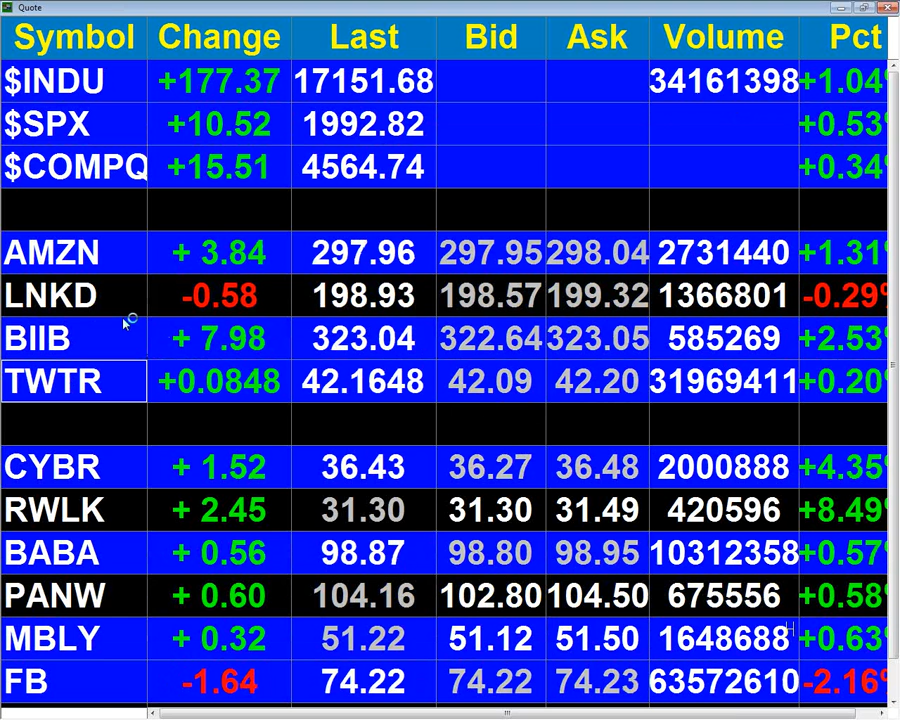 Quote
Symbol Change Last Bid Ask Volume Pct
$INDU +177.37 17151.68 34161398 +1.04%
$SPX +10.52 1992.82 +0.53%
$COMPQ +15.51 4564.74 +0.34%
AMZN + 3.84 297.96 297.95 298.04 2731440 +1.31%
LNKD -0.58 198.93 198.57 199.32 1366801 -0.29%
BIIB + 7.98 323.04 322.64 323.05 585269 +2.53%
TWTR +0.0848 42.1648 42.09 42.20 31969411 +0.20%
CYBR + 1.52 36.43 36.27 36.48 2000888 +4.35%
RWLK + 2.45 31.30 31.30 31.49 420596 +8.49%
BABA + 0.56 98.87 98.80 98.95 10312358 +0.57%
PANW + 0.60 104.16 102.80 104.50 675556 +0.58%
MBLY + 0.32 51.22 51.12 51.50 1648688 +0.63%
FB -1.64 74.22 74.22 74.23 63572610 -2.16%